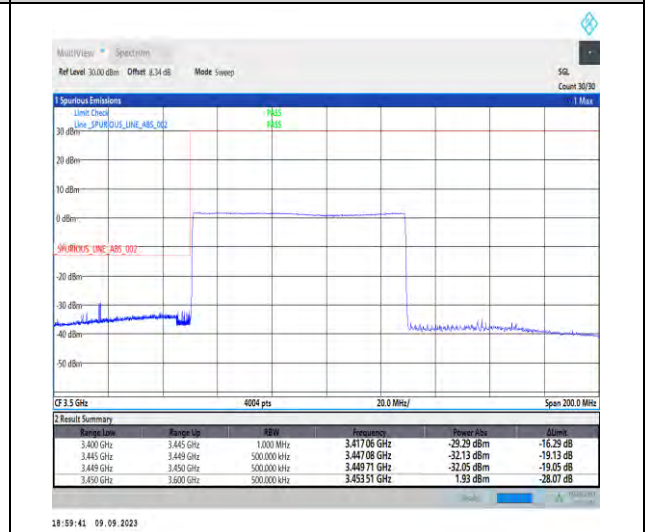 MultiView Spectrum
Ref Level 30.00 dBm Offset 8.34 dB Mode Sweep SGL
Count 30/30
1 Spurious Emissions 1 Max
Limit Check PASS
Line _SPURIOUS_LINE_ABS_002 PASS
30 dBm
20 dBm
10 dBm
0 dBm
_SPURIOUS_LINE_ABS_002
-20 dBm
-30 dBm
-40 dBm
-50 dBm
CF 3.5 GHz 4004 pts 20.0 MHz/ Span 200.0 MHz
2 Result Summary
Range Low Range Up RBW Frequency Power Abs ΔLimit
3.400 GHz 3.445 GHz 1.000 MHz 3.417 06 GHz -29.29 dBm -16.29 dB
3.445 GHz 3.449 GHz 500.000 kHz 3.447 08 GHz -32.13 dBm -19.13 dB
3.449 GHz 3.450 GHz 500.000 kHz 3.449 71 GHz -32.05 dBm -19.05 dB
3.450 GHz 3.600 GHz 500.000 kHz 3.453 51 GHz 1.93 dBm -28.07 dB
18:59:41 09.09.2023